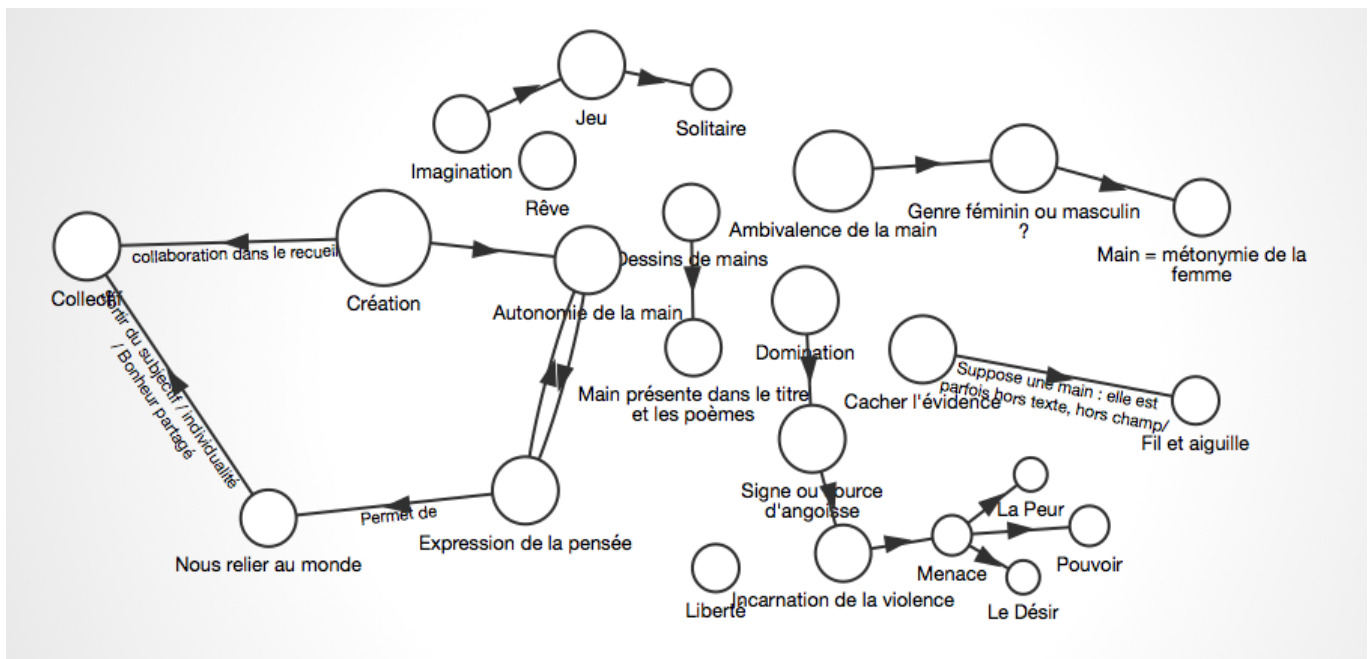 Jeu
Solitaire
Imagination
Rêve
Ambivalence de la main
Genre féminin ou masculin
?
Main = métonymie de la
femme
collaboration dans le recueil
Collectif
Création
Dessins de mains
Autonomie de la main
Sortir du subjectif / individualité
/ Bonheur partagé
Main présente dans le titre
et les poèmes
Domination
Cacher l'évidence
Suppose une main : elle est
parfois hors texte, hors champ/
Fil et aiguille
Signe ou source
d'angoisse
La Peur
Permet de
Expression de la pensée
Nous relier au monde
Menace
Pouvoir
Liberté
Incarnation de la violence
Le Désir